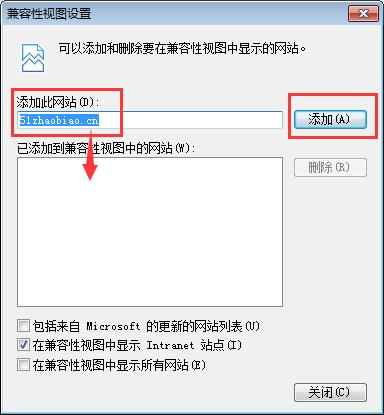 兼容性视图设置
可以添加和删除要在兼容性视图中显示的网站。
添加此网站(D):
51zhaobiao.cn
添加(A)
已添加到兼容性视图中的网站(W):
删除(R)
包括来自 Microsoft 的更新的网站列表(U)
在兼容性视图中显示 Intranet 站点(I)
在兼容性视图中显示所有网站(E)
关闭(C)